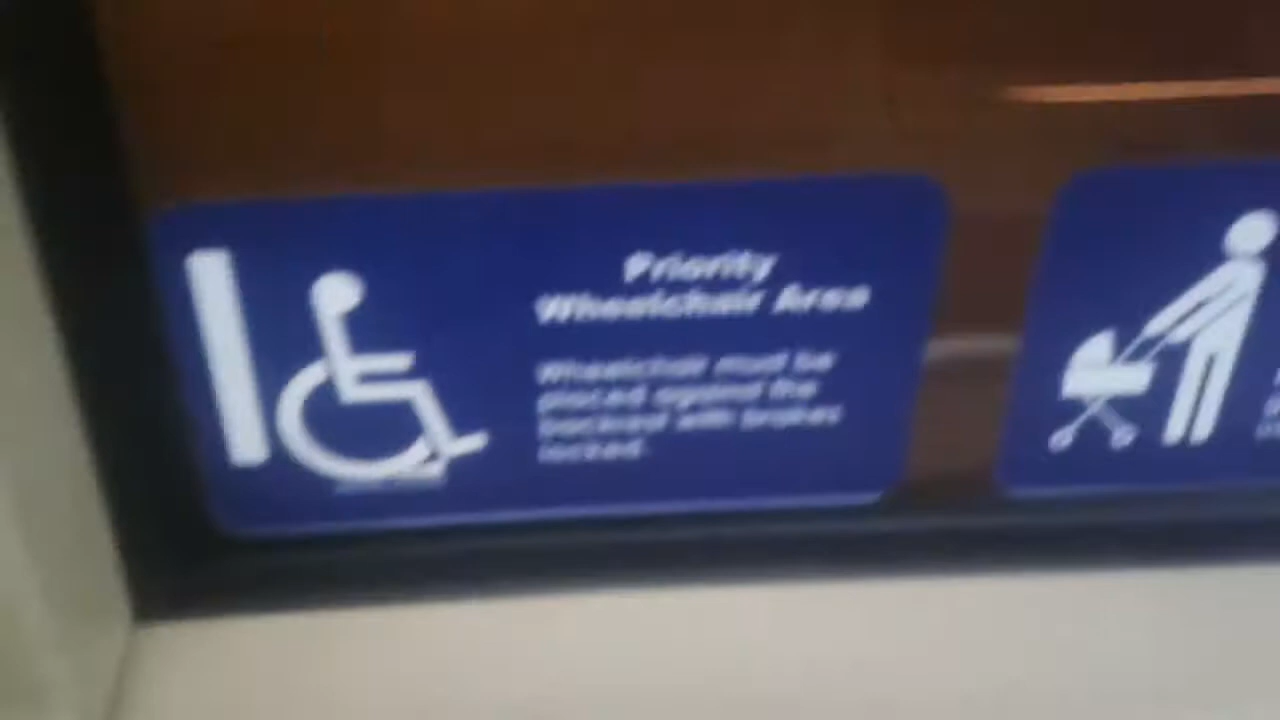 Priority
Wheelchair Area
Wheelchair must be
placed against the
backrest with brakes
locked.